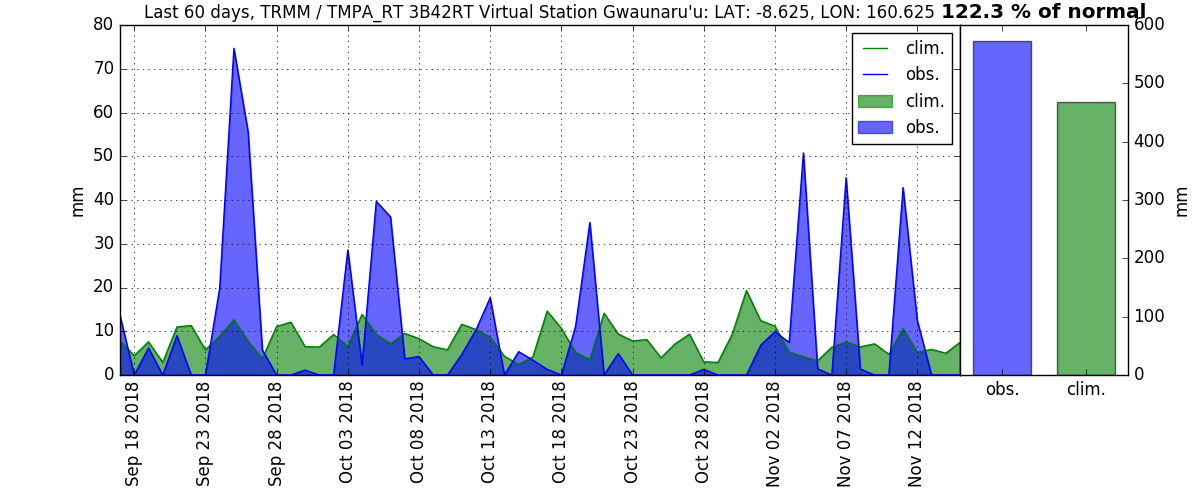 Last 60 days, TRMM / TMPA_RT 3B42RT Virtual Station Gwaunaru'u: LAT: -8.625, LON: 160.625 122.3 % of normal
80
70
60
50
40
30
20
10
0
mm
clim.
obs.
clim.
obs.
Sep 18 2018
Sep 23 2018
Sep 28 2018
Oct 03 2018
Oct 08 2018
Oct 13 2018
Oct 18 2018
Oct 23 2018
Oct 28 2018
Nov 02 2018
Nov 07 2018
Nov 12 2018
600
500
400
300
200
100
0
mm
obs.
clim.